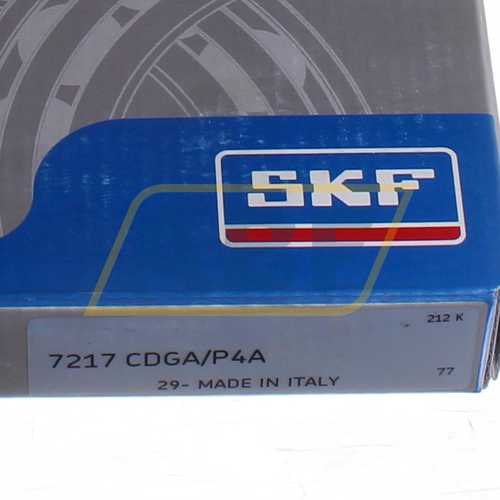 SKF
212 K
7217 CDGA/P4A
77
29- MADE IN ITALY